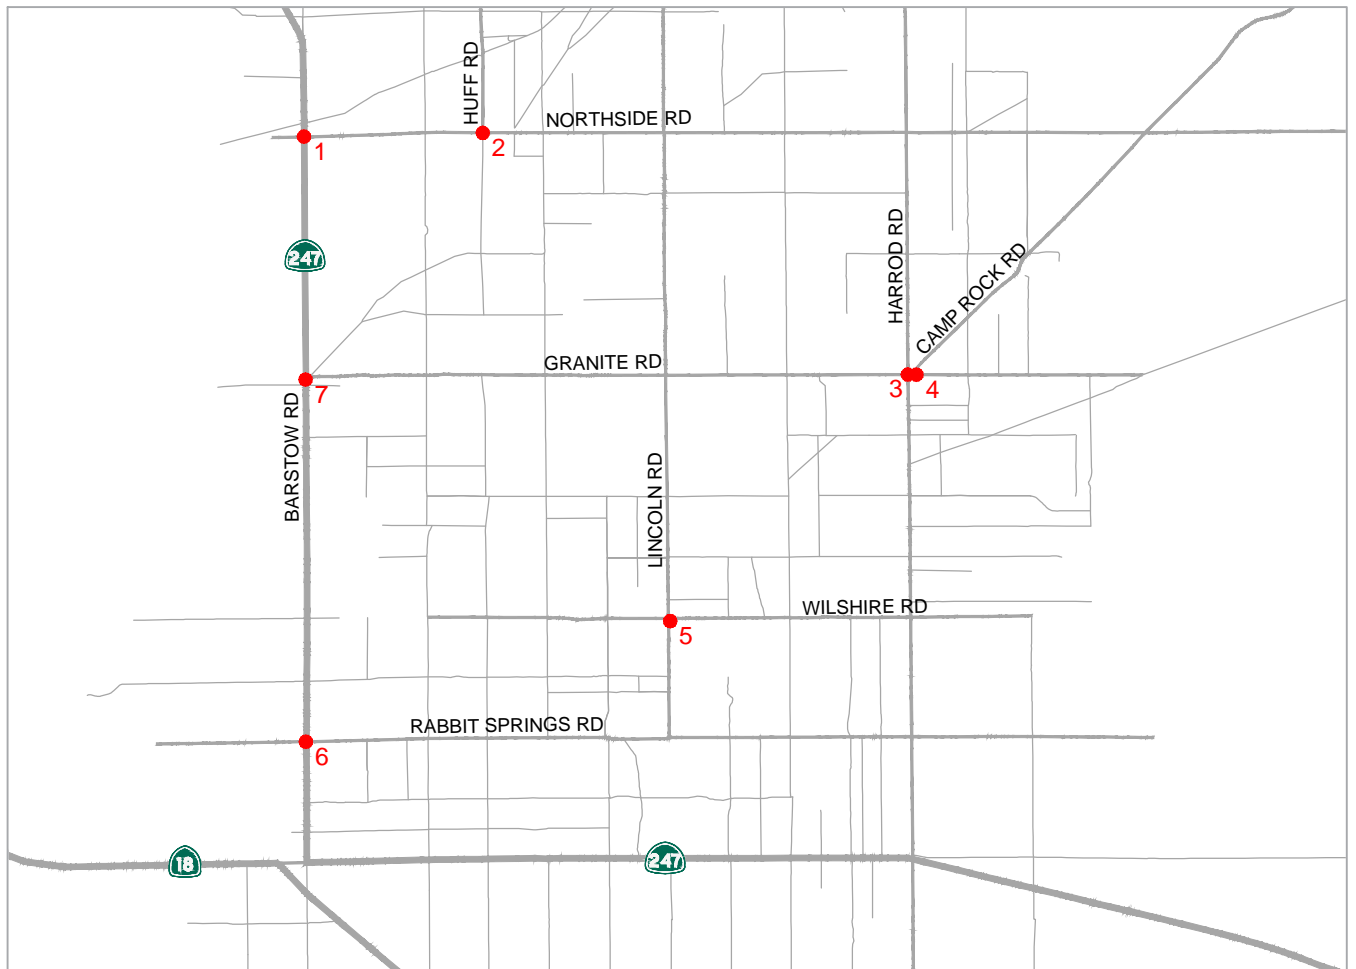 HUFF RD
NORTHSIDE RD
1
2
247
HARROD RD
CAMP ROCK RD
GRANITE RD
7
3
4
BARSTOW RD
LINCOLN RD
WILSHIRE RD
5
RABBIT SPRINGS RD
6
18
247